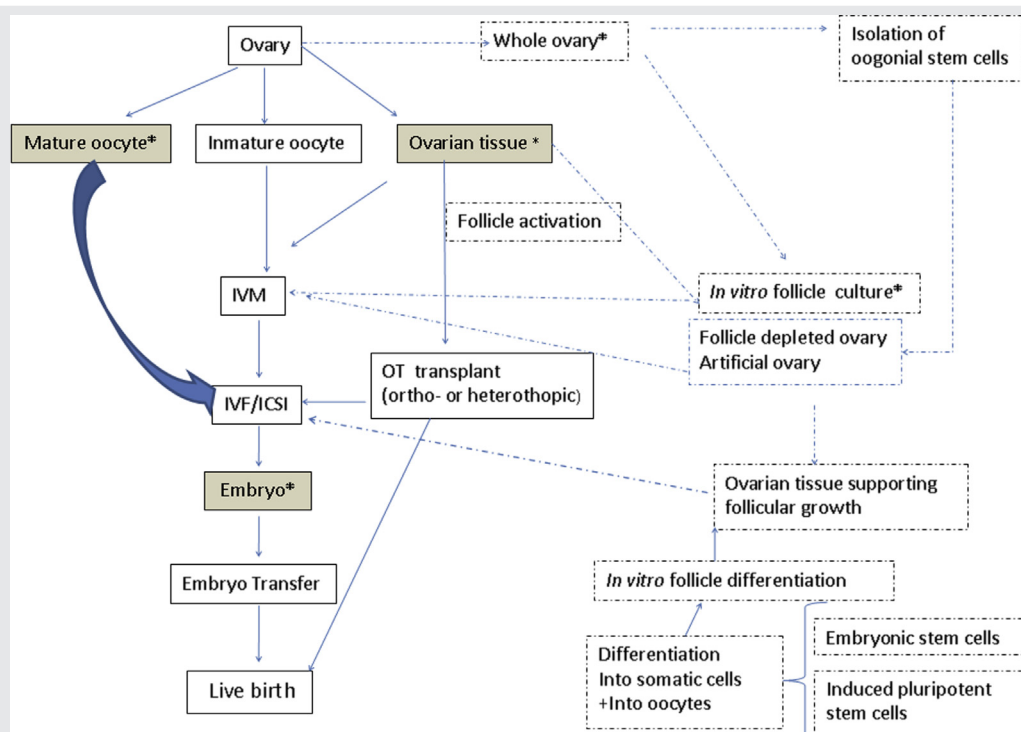 Ovary
Whole ovary*
Isolation of
oogonial stem cells
Mature oocyte*
Inmature oocyte
Ovarian tissue *
Follicle activation
IVM
In vitro follicle culture*
Follicle depleted ovary
Artificial ovary
OT transplant
(ortho- or heterothopic)
IVF/ICSI
Embryo*
Ovarian tissue supporting
follicular growth
Embryo Transfer
In vitro follicle differentiation
Differentiation
Into somatic cells
+Into oocytes
Embryonic stem cells
Live birth
Induced pluripotent
stem cells